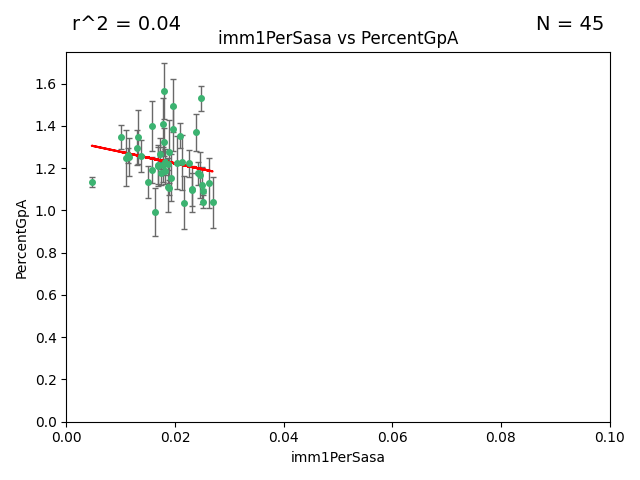 r^2 = 0.04
N = 45
imm1PerSasa vs PercentGpA
PercentGpA
1.6
1.4
1.2
1.0
0.8
0.6
0.4
0.2
0.0
0.00 0.02 0.04 0.06 0.08 0.10
imm1PerSasa